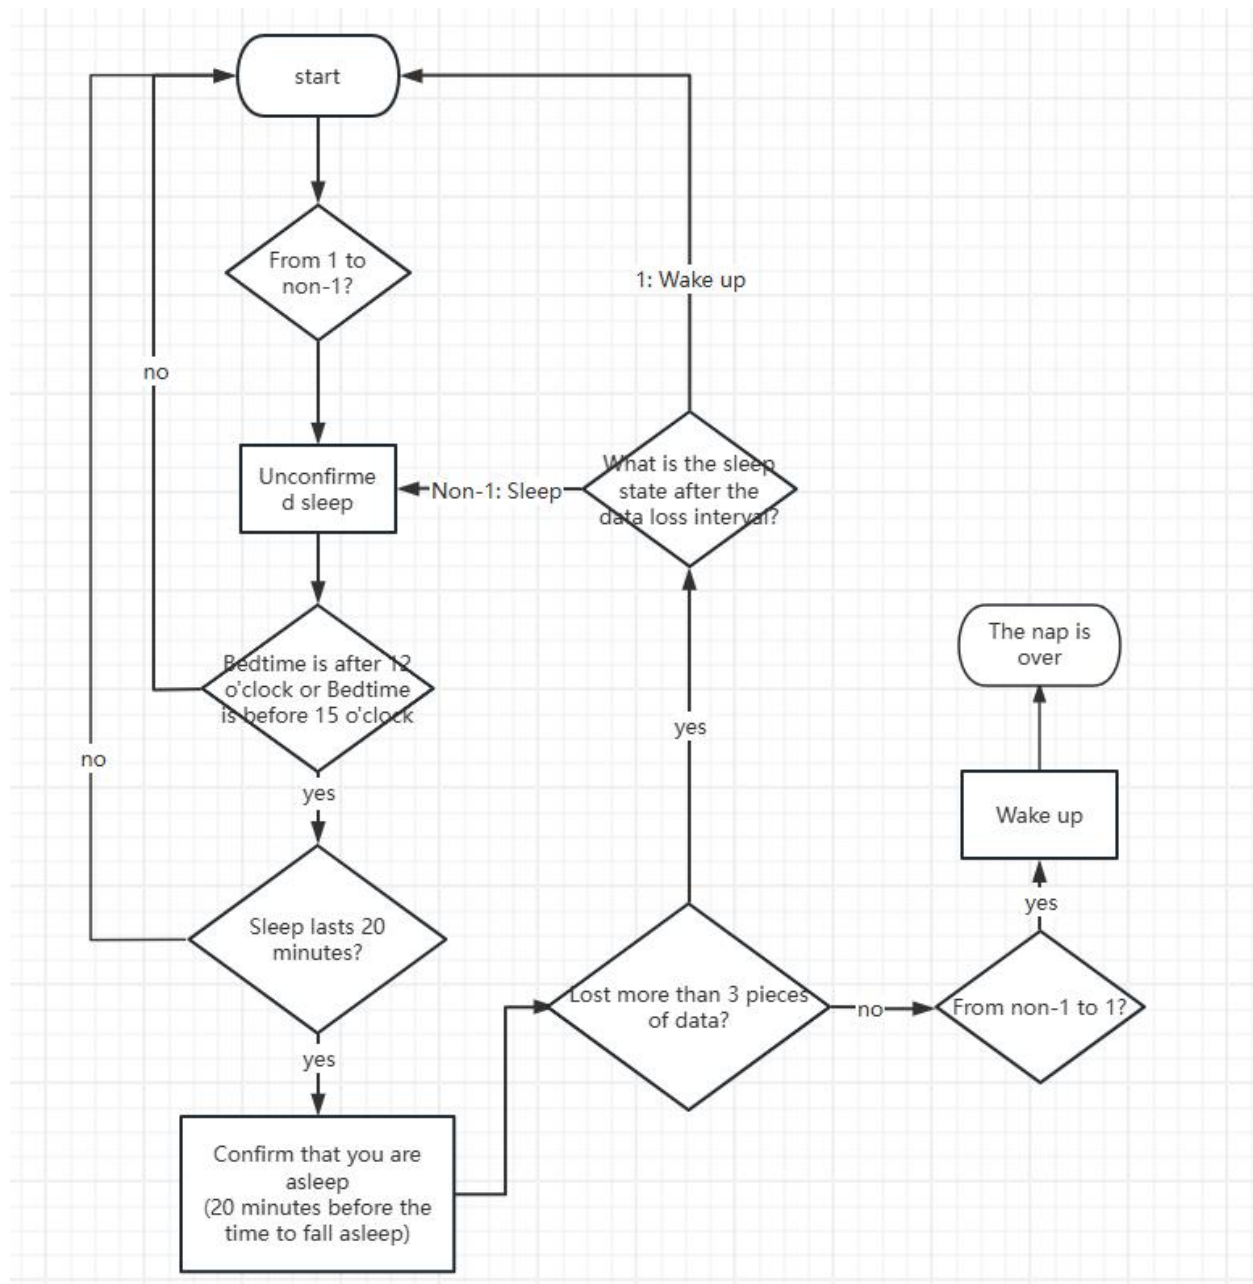 start
From 1 to
non-1?
no
1: Wake up
Unconfirme
d sleep
Non-1: Sleep
What is the sleep
state after the
data loss interval?
Bedtime is after 12
o'clock or Bedtime
is before 15 o'clock
The nap is
over
yes
no
yes
Wake up
yes
Sleep lasts 20
minutes?
Lost more than 3 pieces
of data?
no
From non-1 to 1?
yes
Confirm that you are
asleep
(20 minutes before the
time to fall asleep)